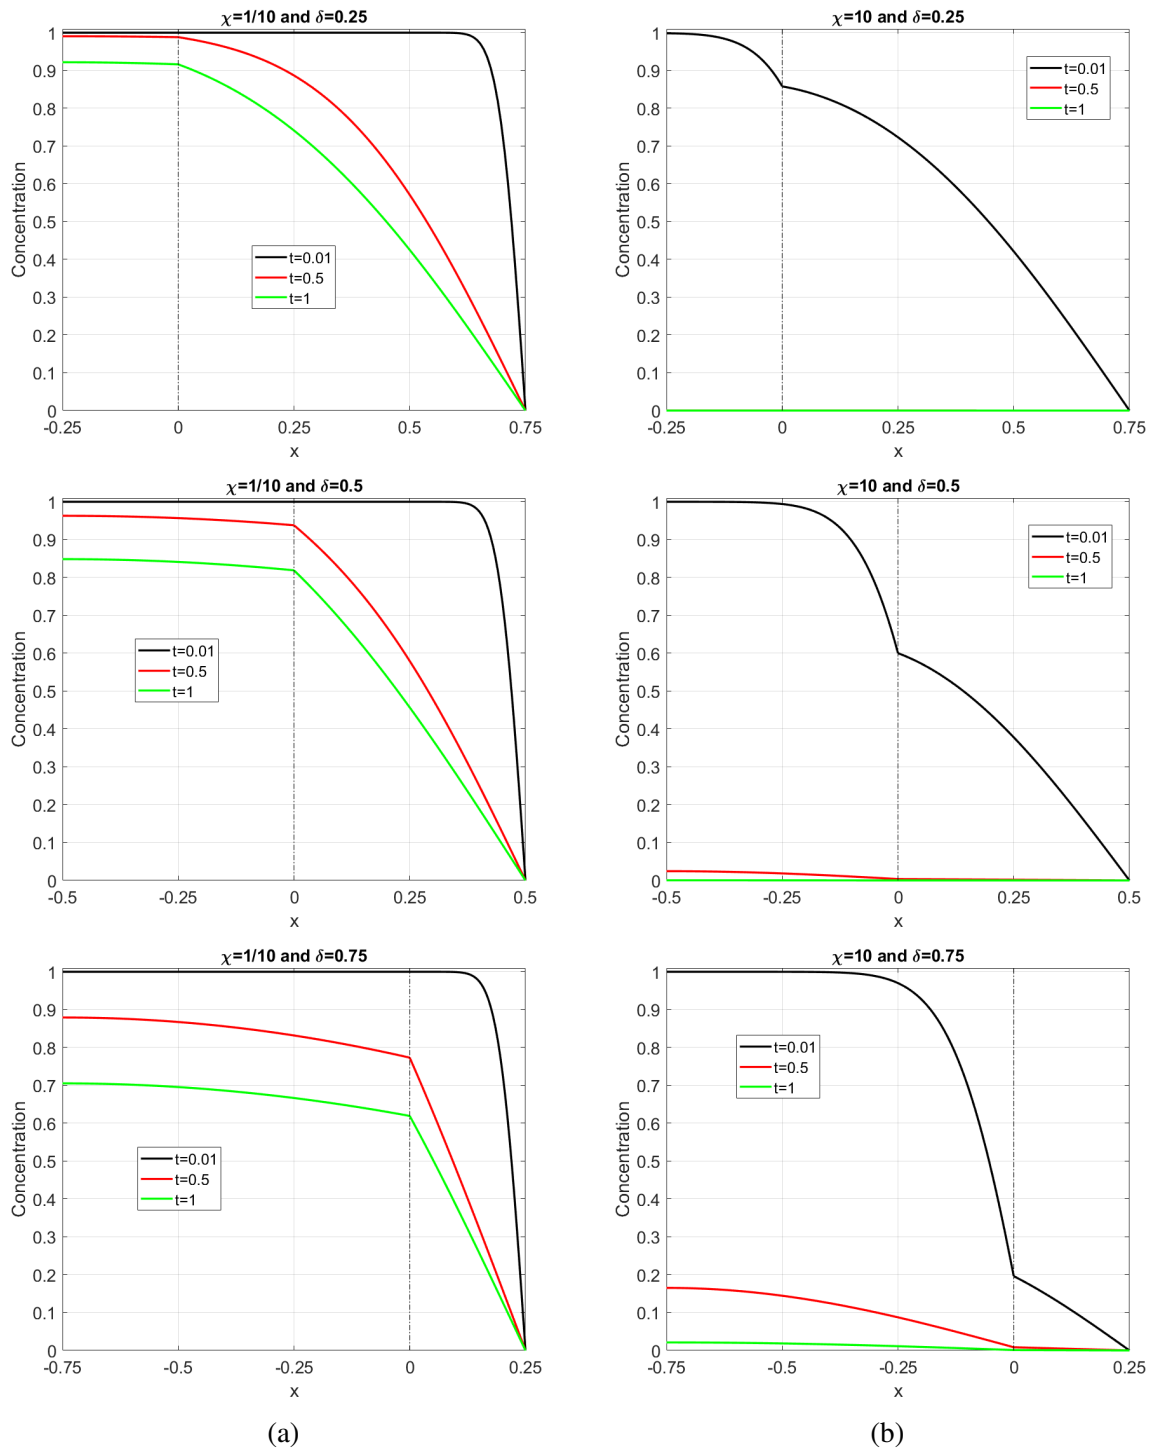 χ=1/10 and δ=0.25
1
0.9
0.8
0.7
0.6
0.5
0.4
0.3
0.2
0.1
0
Concentration
t=0.01
t=0.5
t=1
-0.25 0 0.25 0.5 0.75
x
χ=10 and δ=0.25
1
0.9
0.8
0.7
0.6
0.5
0.4
0.3
0.2
0.1
0
Concentration
t=0.01
t=0.5
t=1
-0.25 0 0.25 0.5 0.75
x
χ=1/10 and δ=0.5
1
0.9
0.8
0.7
0.6
0.5
0.4
0.3
0.2
0.1
0
Concentration
t=0.01
t=0.5
t=1
-0.5 -0.25 0 0.25 0.5
x
χ=10 and δ=0.5
1
0.9
0.8
0.7
0.6
0.5
0.4
0.3
0.2
0.1
0
Concentration
t=0.01
t=0.5
t=1
-0.5 -0.25 0 0.25 0.5
x
χ=1/10 and δ=0.75
1
0.9
0.8
0.7
0.6
0.5
0.4
0.3
0.2
0.1
0
Concentration
t=0.01
t=0.5
t=1
-0.75 -0.5 -0.25 0 0.25
x
χ=10 and δ=0.75
1
0.9
0.8
0.7
0.6
0.5
0.4
0.3
0.2
0.1
0
Concentration
t=0.01
t=0.5
t=1
-0.75 -0.5 -0.25 0 0.25
x
(a)
(b)